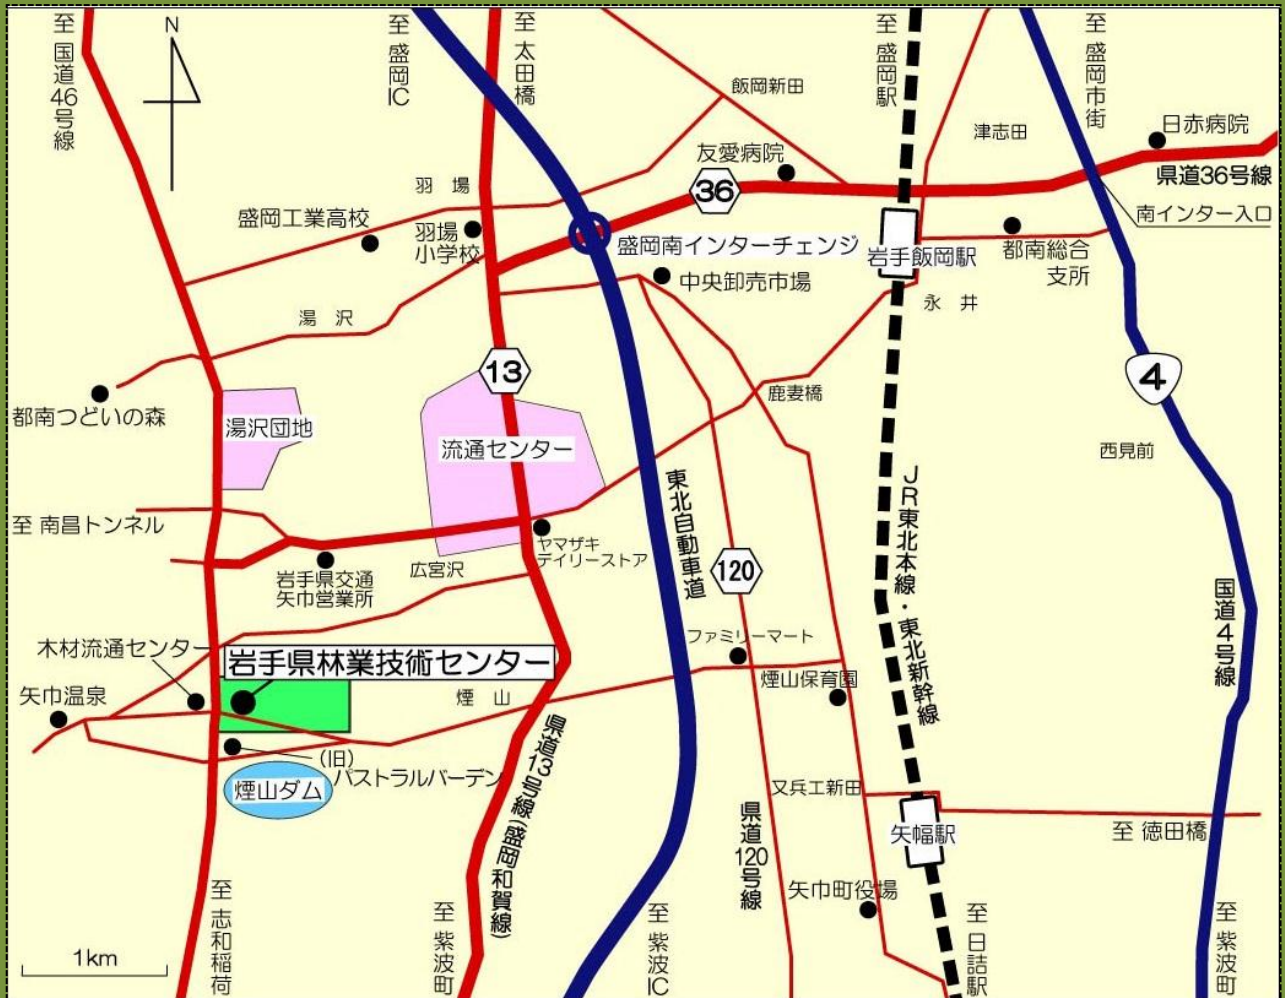 至 国道46号線
N
至 盛岡IC
至 太田橋
至 盛岡駅
至 盛岡市街
飯岡新田
津志田
日赤病院
友愛病院
県道36号線
36
羽 場
盛岡工業高校
羽場
小学校
南インター入口
盛岡南インターチェンジ
岩手飯岡駅
都南総合
支所
中央卸売市場
永 井
湯 沢
13
4
都南つどいの森
鹿妻橋
湯沢団地
流通センター
西見前
東北自動車道
JR東北本線・東北新幹線
至 南昌トンネル
ヤマザキ
デイリーストア
岩手県交通
矢巾営業所
広宮沢
120
国道4号線
木材流通センター
岩手県林業技術センター
ファミリーマート
煙山保育園
矢巾温泉
煙 山
県道13号線(盛岡和賀線)
(旧)
パストラルバーデン
煙山ダム
又兵エ新田
県道120号線
矢幅駅
至 徳田橋
矢巾町役場
至 志和稲荷
至 紫波町
至 紫波IC
至 日詰駅
至 紫波町
1km